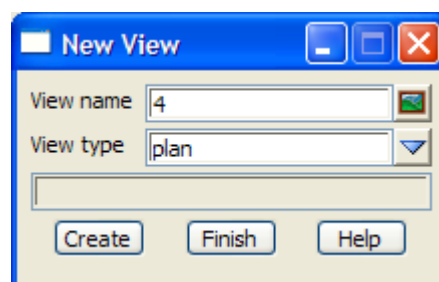 New View
View name 4
View type plan
Create Finish Help